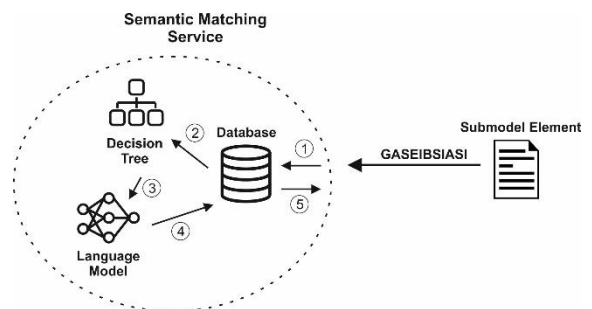 Semantic Matching
Service
Decision
Tree
②
Database
①
GASEIBSIASI
Submodel Element
③
⑤
④
Language
Model